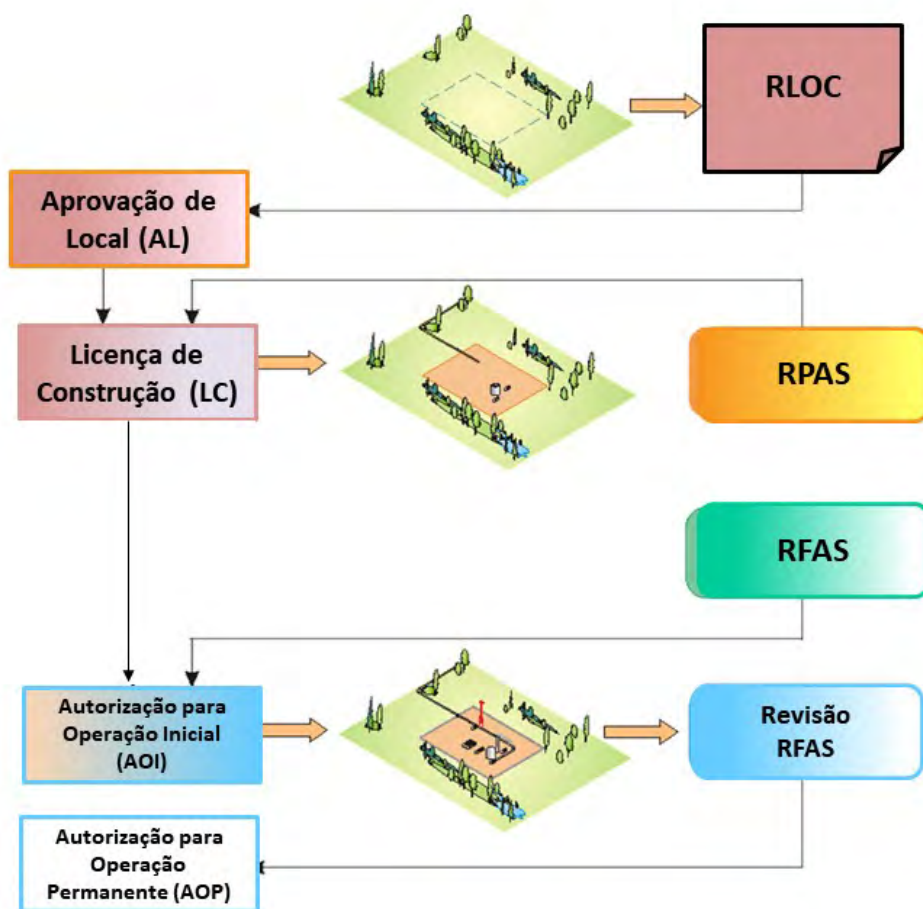 RLOC
Aprovação de
Local (AL)
Licença de
Construção (LC)
RPAS
RFAS
Autorização para
Operação Inicial
(AOI)
Revisão
RFAS
Autorização para
Operação
Permanente (AOP)